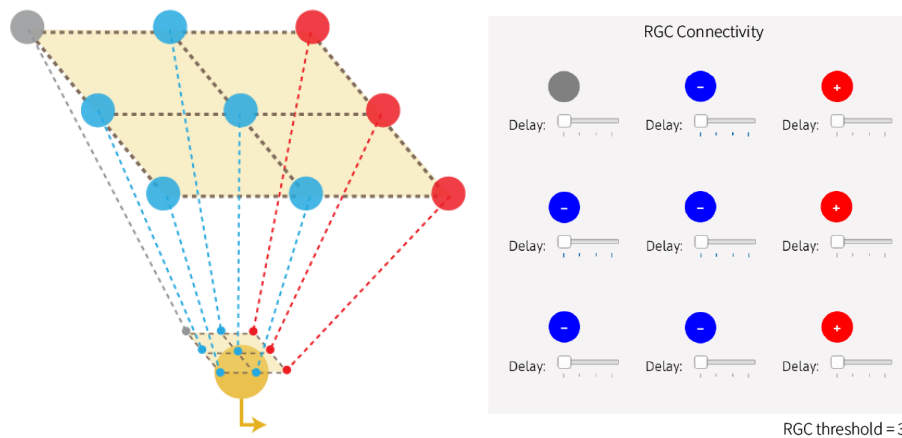 RGC Connectivity
−
+
Delay:
Delay:
Delay:
−
−
+
Delay:
Delay:
Delay:
−
−
+
Delay:
Delay:
Delay:
RGC threshold = 3